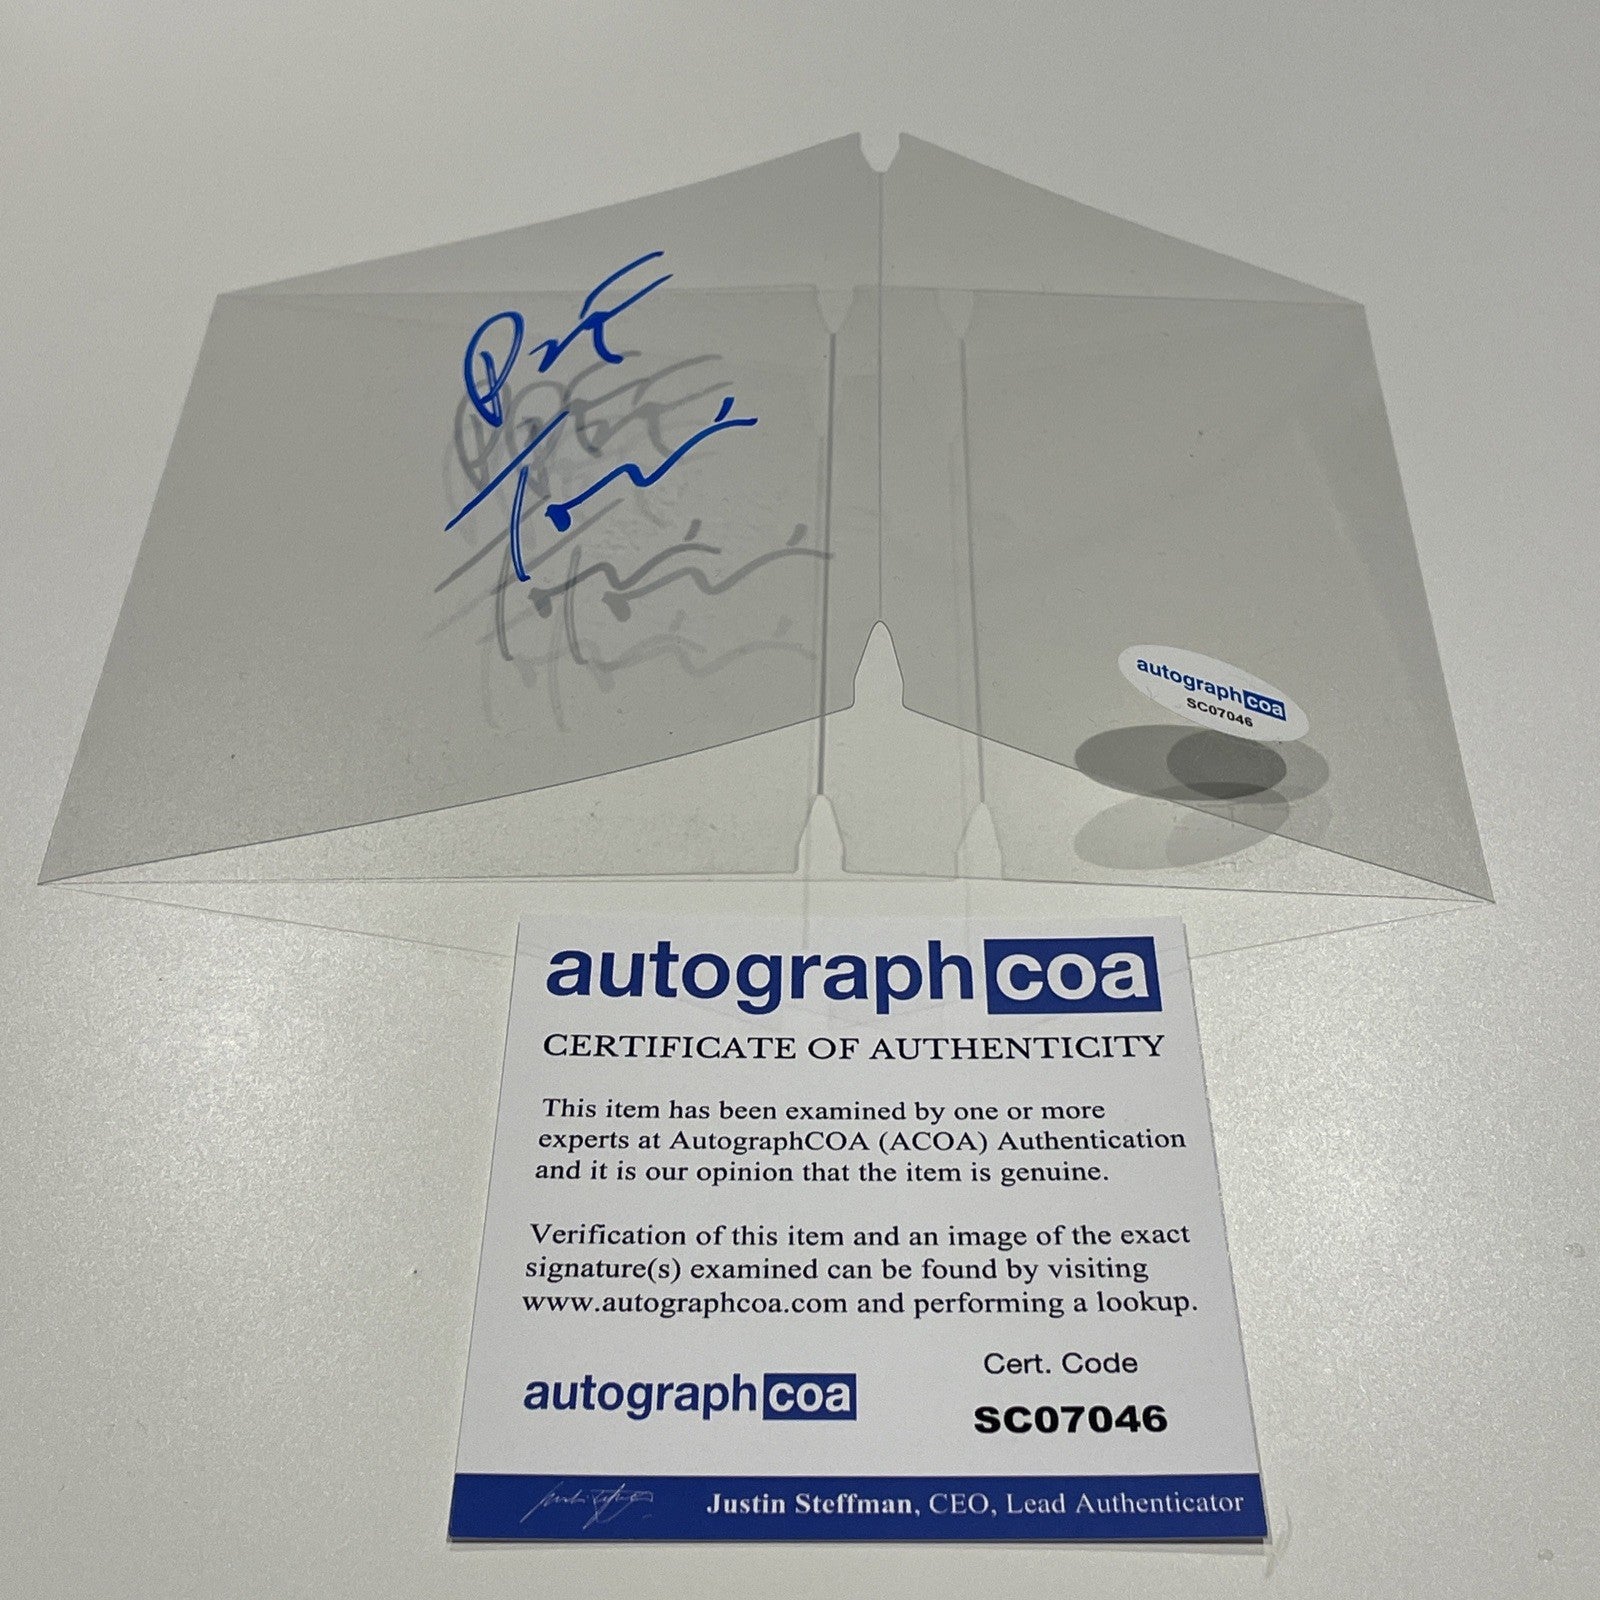 autographcoa
SC07046
autographcoa
CERTIFICATE OF AUTHENTICITY
This item has been examined by one or more
experts at AutographCOA (ACOA) Authentication
and it is our opinion that the item is genuine.
Verification of this item and an image of the exact
signature(s) examined can be found by visiting
www.autographcoa.com and performing a lookup.
Cert. Code
autographcoa
SC07046
Justin Steffman, CEO, Lead Authenticator